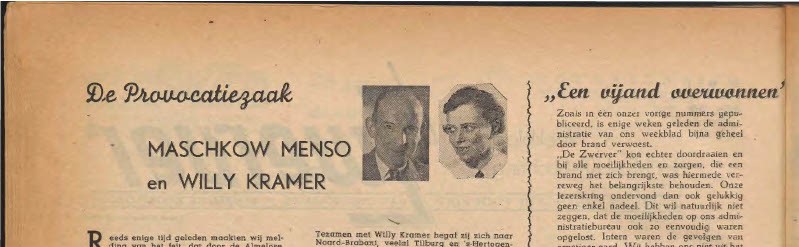 De Provocatiezaak
MASCHKOW MENSO
en WILLY KRAMER
Reeds enige tijd geleden maakten wij mel-
ding van het feit, dat door de Almelose
Tezamen met Willy Kramer begaf zij zich naar
Noord-Brabant, veelal Tilburg en 's-Hertogen-
„Een vijand overwonnen"
Zoals in één onzer vorige nummers gepu-
bliceerd, is enige weken geleden de admi-
nistratie van ons weekblad bijna geheel
door brand verwoest.
„De Zwerver" kon echter doordraaien en
bij alle moeilijkheden en zorgen, die een
brand met zich brengt, was hiermede ver-
reweg het belangrijkste behouden. Onze
lezerskring ondervond dan ook gelukkig
geen enkel nadeel. Dit wil natuurlijk niet
zeggen, dat de moeilijkheden op ons admi-
nistratiebureau ook zo eenvoudig waren
opgelost. Intern waren de gevolgen van